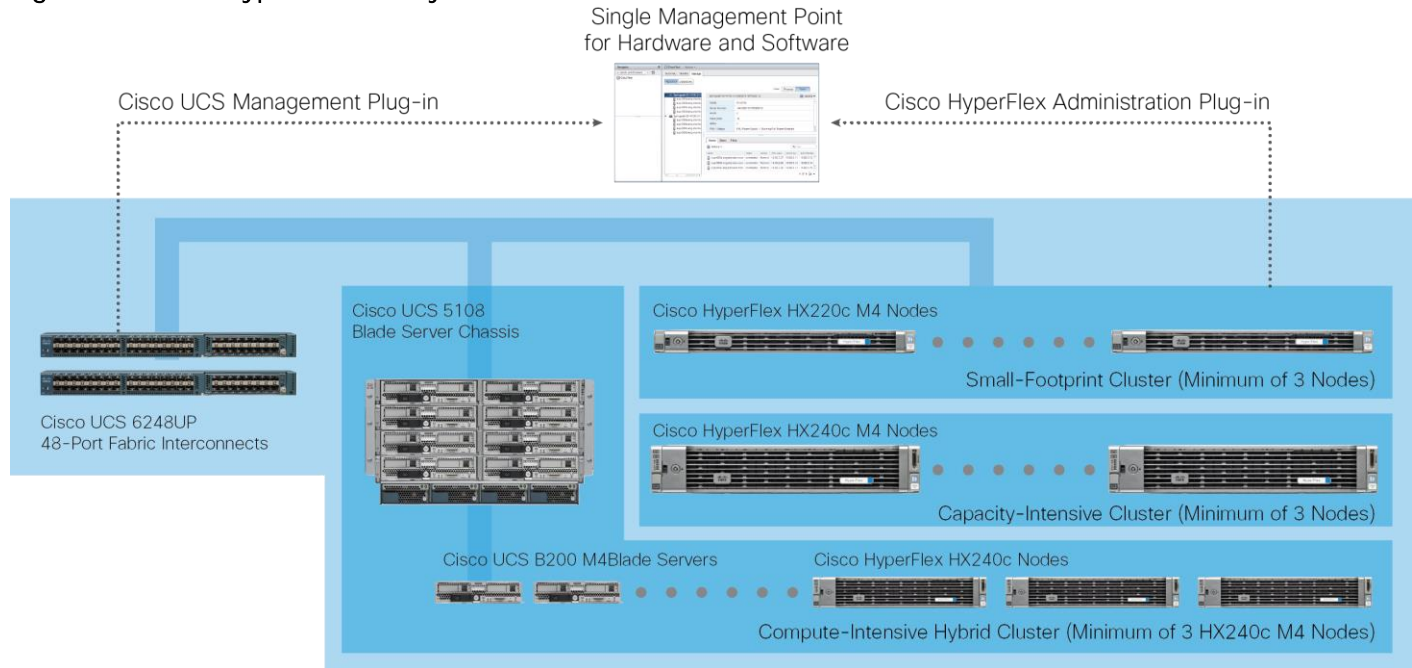 Single Management Point
for Hardware and Software
Cisco UCS Management Plug-in
Cisco HyperFlex Administration Plug-in
Cisco UCS 5108
Blade Server Chassis
Cisco HyperFlex HX220c M4 Nodes
Small-Footprint Cluster (Minimum of 3 Nodes)
Cisco UCS 6248UP
48-Port Fabric Interconnects
Cisco HyperFlex HX240c M4 Nodes
Capacity-Intensive Cluster (Minimum of 3 Nodes)
Cisco UCS B200 M4Blade Servers
Cisco HyperFlex HX240c Nodes
Compute-Intensive Hybrid Cluster (Minimum of 3 HX240c M4 Nodes)